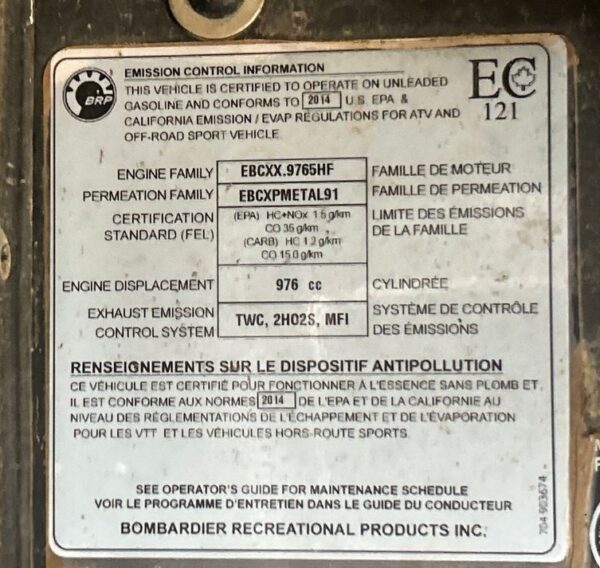 BRP
EMISSION CONTROL INFORMATION
THIS VEHICLE IS CERTIFIED TO OPERATE ON UNLEADED
GASOLINE AND CONFORMS TO 2014 U.S. EPA &
CALIFORNIA EMISSION / EVAP REGULATIONS FOR ATV AND
OFF-ROAD SPORT VEHICLE
EC
121
ENGINE FAMILY EBCXX.9765HF FAMILLE DE MOTEUR
PERMEATION FAMILY EBCXPMETAL91 FAMILLE DE PERMEATION
CERTIFICATION STANDARD (FEL)
(EPA) HC+NOx 1.5 g/km
CO 35 g/km
(CARB) HC 1.2 g/km
CO 15.0 g/km
LIMITE DES ÉMISSIONS
DE LA FAMILLE
ENGINE DISPLACEMENT 976 cc CYLINDRÉE
EXHAUST EMISSION
CONTROL SYSTEM
TWC, 2HO2S, MFI
SYSTÈME DE CONTRÔLE
DES ÉMISSIONS
RENSEIGNEMENTS SUR LE DISPOSITIF ANTIPOLLUTION
CE VÉHICULE EST CERTIFIÉ POUR FONCTIONNER À L'ESSENCE SANS PLOMB ET
IL EST CONFORME AUX NORMES 2014 DE L'EPA ET DE LA CALIFORNIE AU
NIVEAU DES RÉGLEMENTATIONS DE L'ÉCHAPPEMENT ET DE L'ÉVAPORATION
POUR LES VTT ET LES VÉHICULES HORS-ROUTE SPORTS.
SEE OPERATOR'S GUIDE FOR MAINTENANCE SCHEDULE
VOIR LE PROGRAMME D'ENTRETIEN DANS LE GUIDE DU CONDUCTEUR
BOMBARDIER RECREATIONAL PRODUCTS INC.
704 903674